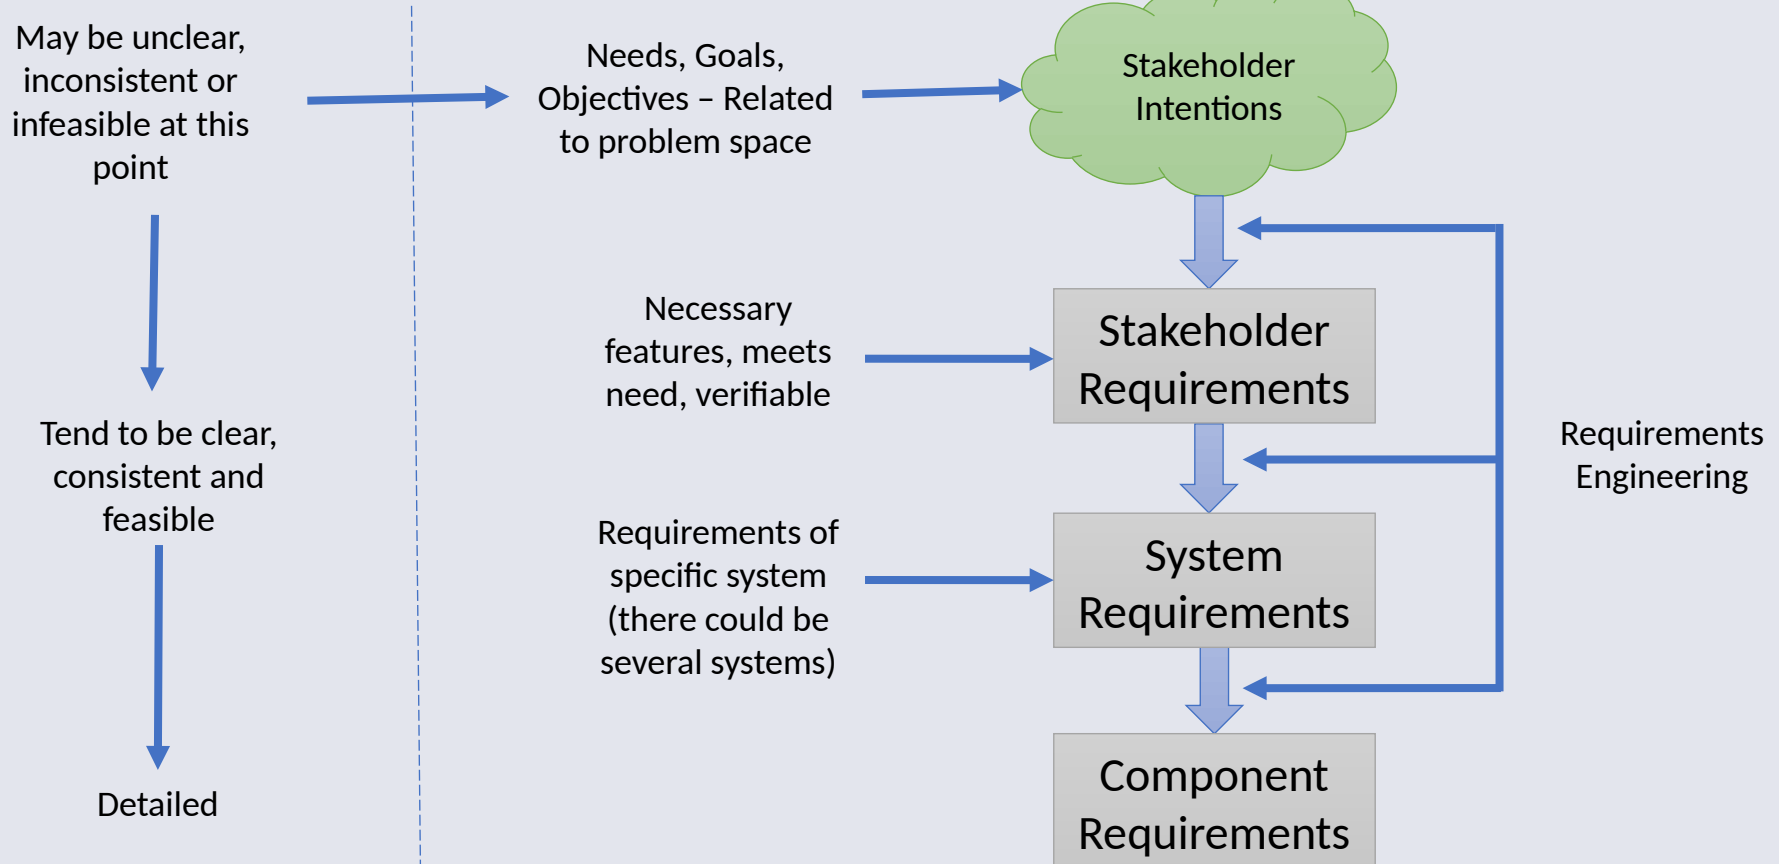 May be unclear,
inconsistent or
infeasible at this
point
Needs, Goals,
Objectives – Related
to problem space
Stakeholder
Intentions
Necessary
features, meets
need, verifiable
Stakeholder
Requirements
Tend to be clear,
consistent and
feasible
Requirements
Engineering
Requirements of
specific system
(there could be
several systems)
System
Requirements
Detailed
Component
Requirements